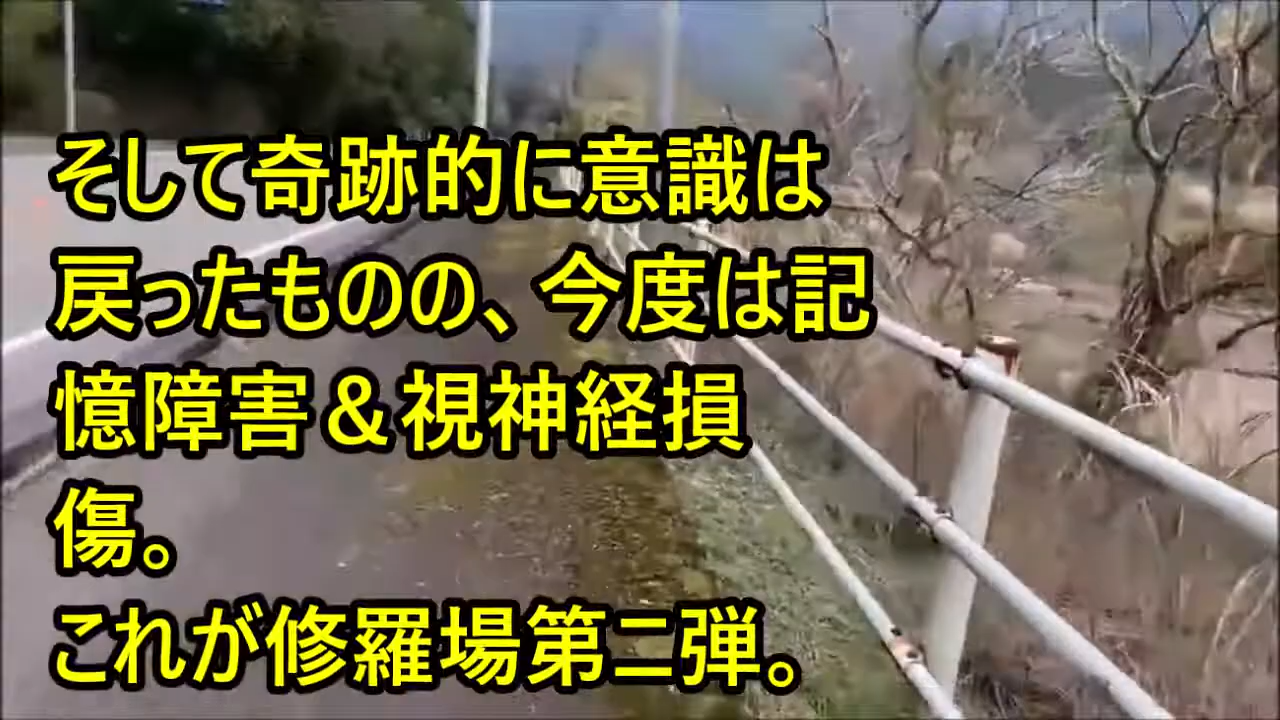 そして奇跡的に意識は
戻ったものの、今度は記
憶障害＆視神経損
傷。
これが修羅場第二弾。